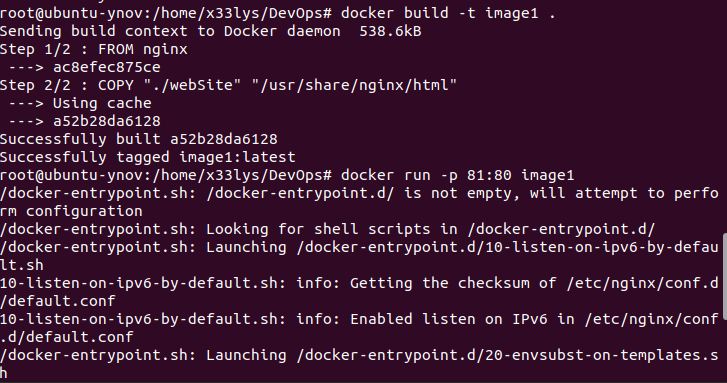 root@ubuntu-ynov:/home/x33lys/DevOps# docker build -t image1 .
Sending build context to Docker daemon  538.6kB
Step 1/2 : FROM nginx
 ---> ac8efec875ce
Step 2/2 : COPY "./webSite" "/usr/share/nginx/html"
 ---> Using cache
 ---> a52b28da6128
Successfully built a52b28da6128
Successfully tagged image1:latest
root@ubuntu-ynov:/home/x33lys/DevOps# docker run -p 81:80 image1
/docker-entrypoint.sh: /docker-entrypoint.d/ is not empty, will attempt to perfo
rm configuration
/docker-entrypoint.sh: Looking for shell scripts in /docker-entrypoint.d/
/docker-entrypoint.sh: Launching /docker-entrypoint.d/10-listen-on-ipv6-by-defau
lt.sh
10-listen-on-ipv6-by-default.sh: info: Getting the checksum of /etc/nginx/conf.d
/default.conf
10-listen-on-ipv6-by-default.sh: info: Enabled listen on IPv6 in /etc/nginx/conf
.d/default.conf
/docker-entrypoint.sh: Launching /docker-entrypoint.d/20-envsubst-on-templates.s
h